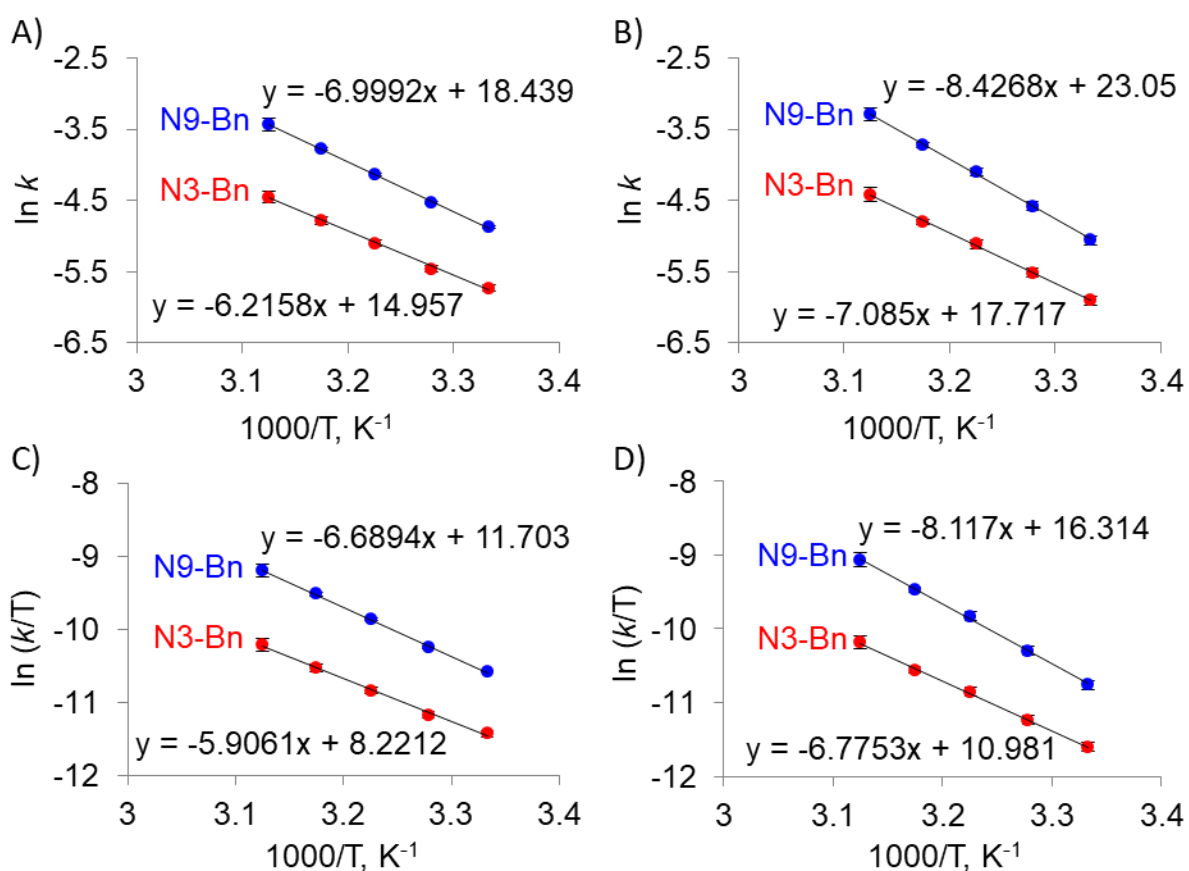 A)
-2.5
-3.5
-4.5
-5.5
-6.5
ln k
y = -6.9992x + 18.439
N9-Bn
N3-Bn
y = -6.2158x + 14.957
3 3.1 3.2 3.3 3.4
1000/T, K-1
B)
-2.5
-3.5
-4.5
-5.5
-6.5
ln k
y = -8.4268x + 23.05
N9-Bn
N3-Bn
y = -7.085x + 17.717
3 3.1 3.2 3.3 3.4
1000/T, K-1
C)
-8
-9
-10
-11
-12
ln (k/T)
y = -6.6894x + 11.703
N9-Bn
N3-Bn
y = -5.9061x + 8.2212
3 3.1 3.2 3.3 3.4
1000/T, K-1
D)
-8
-9
-10
-11
-12
ln (k/T)
y = -8.117x + 16.314
N9-Bn
N3-Bn
y = -6.7753x + 10.981
3 3.1 3.2 3.3 3.4
1000/T, K-1